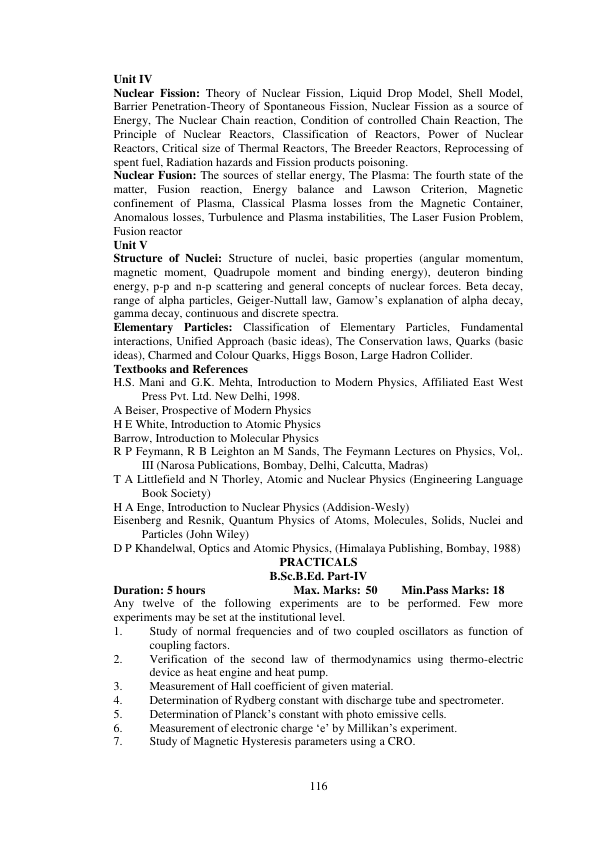 Unit IV
Nuclear Fission: Theory of Nuclear Fission, Liquid Drop Model, Shell Model,
Barrier Penetration-Theory of Spontaneous Fission, Nuclear Fission as a source of
Energy, The Nuclear Chain reaction, Condition of controlled Chain Reaction, The
Principle of Nuclear Reactors, Classification of Reactors, Power of Nuclear
Reactors, Critical size of Thermal Reactors, The Breeder Reactors, Reprocessing of
spent fuel, Radiation hazards and Fission products poisoning.
Nuclear Fusion: The sources of stellar energy, The Plasma: The fourth state of the
matter, Fusion reaction, Energy balance and Lawson Criterion, Magnetic
confinement of Plasma, Classical Plasma losses from the Magnetic Container,
Anomalous losses, Turbulence and Plasma instabilities, The Laser Fusion Problem,
Fusion reactor
Unit V
Structure of Nuclei: Structure of nuclei, basic properties (angular momentum,
magnetic moment, Quadrupole moment and binding energy), deuteron binding
energy, p-p and n-p scattering and general concepts of nuclear forces. Beta decay,
range of alpha particles, Geiger-Nuttall law, Gamow's explanation of alpha decay,
gamma decay, continuous and discrete spectra.
Elementary Particles: Classification of Elementary Particles, Fundamental
interactions, Unified Approach (basic ideas), The Conservation laws, Quarks (basic
ideas), Charmed and Colour Quarks, Higgs Boson, Large Hadron Collider.
Textbooks and References
H.S. Mani and G.K. Mehta, Introduction to Modern Physics, Affiliated East West
Press Pvt. Ltd. New Delhi, 1998.
A Beiser, Prospective of Modern Physics
H E White, Introduction to Atomic Physics
Barrow, Introduction to Molecular Physics
R P Feymann, R B Leighton an M Sands, The Feymann Lectures on Physics, Vol,.
III (Narosa Publications, Bombay, Delhi, Calcutta, Madras)
T A Littlefield and N Thorley, Atomic and Nuclear Physics (Engineering Language
Book Society)
H A Enge, Introduction to Nuclear Physics (Addision-Wesly)
Eisenberg and Resnik, Quantum Physics of Atoms, Molecules, Solids, Nuclei and
Particles (John Wiley)
D P Khandelwal, Optics and Atomic Physics, (Himalaya Publishing, Bombay, 1988)
PRACTICALS
B.Sc.B.Ed. Part-IV
Duration: 5 hours Max. Marks: 50 Min.Pass Marks: 18
Any twelve of the following experiments are to be performed. Few more
experiments may be set at the institutional level.
1. Study of normal frequencies and of two coupled oscillators as function of
coupling factors.
2. Verification of the second law of thermodynamics using thermo-electric
device as heat engine and heat pump.
3. Measurement of Hall coefficient of given material.
4. Determination of Rydberg constant with discharge tube and spectrometer.
5. Determination of Planck's constant with photo emissive cells.
6. Measurement of electronic charge 'e' by Millikan's experiment.
7. Study of Magnetic Hysteresis parameters using a CRO.
116